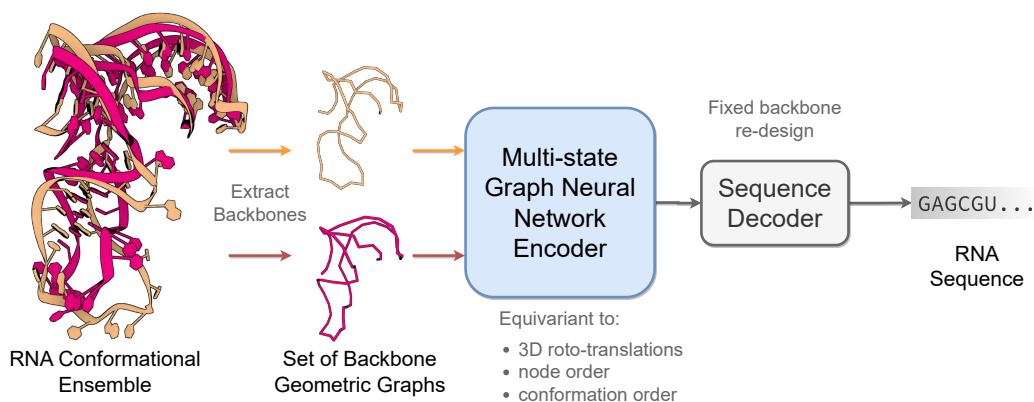 RNA Conformational
Ensemble
Extract
Backbones
Set of Backbone
Geometric Graphs
Multi-state
Graph Neural
Network
Encoder
Equivariant to:
• 3D roto-translations
• node order
• conformation order
Fixed backbone
re-design
Sequence
Decoder
GAGCGU...
RNA
Sequence